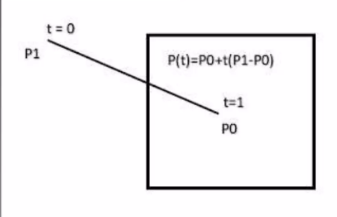 t = 0
P1
P(t)=P0+t(P1-P0)
t=1
P0